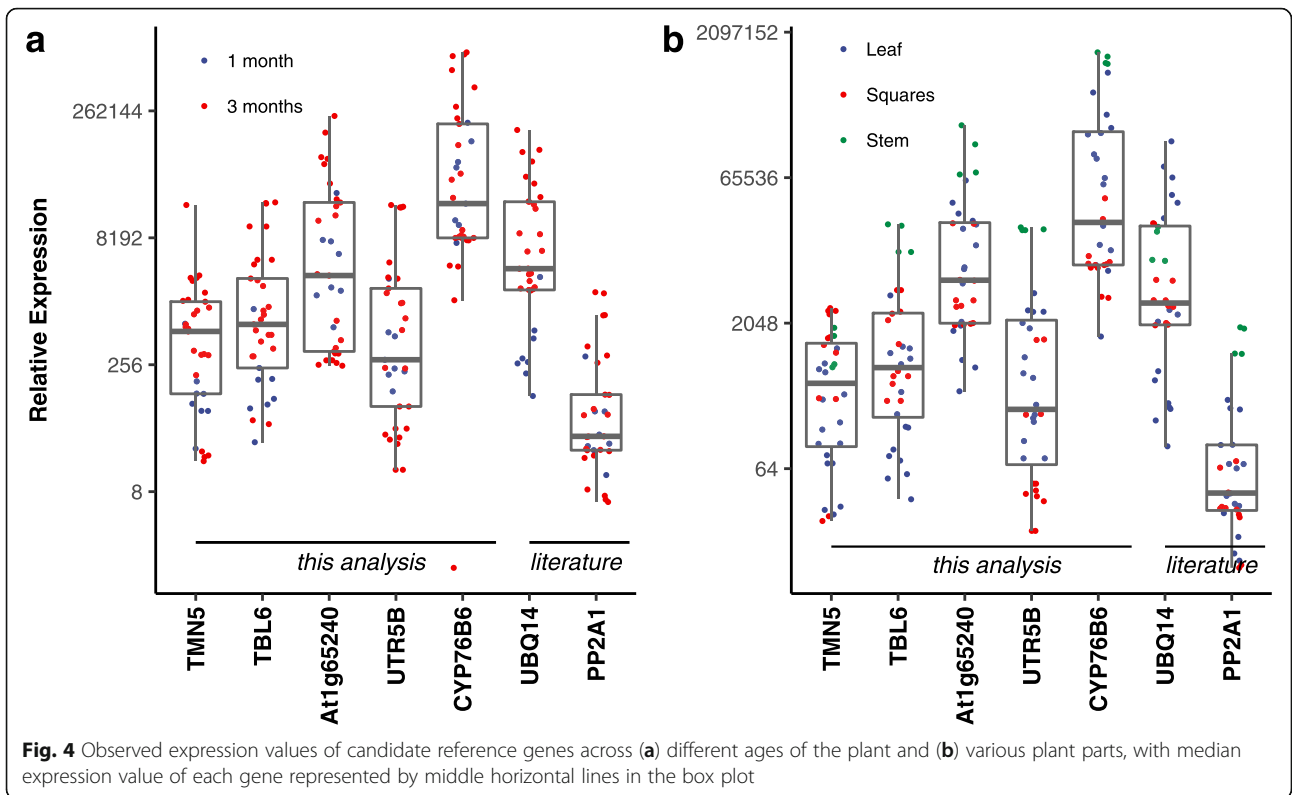 a
1 month
3 months
262144
8192
256
8
Relative Expression
this analysis
literature
TMN5
TBL6
At1g65240
UTR5B
CYP76B6
UBQ14
PP2A1
b
2097152
65536
2048
64
Leaf
Squares
Stem
this analysis
literature
TMN5
TBL6
At1g65240
UTR5B
CYP76B6
UBQ14
PP2A1
Fig. 4 Observed expression values of candidate reference genes across (a) different ages of the plant and (b) various plant parts, with median
expression value of each gene represented by middle horizontal lines in the box plot